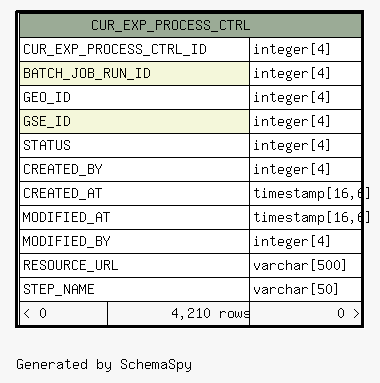 CUR_EXP_PROCESS_CTRL
CUR_EXP_PROCESS_CTRL_ID integer[4]
BATCH_JOB_RUN_ID integer[4]
GEO_ID integer[4]
GSE_ID integer[4]
STATUS integer[4]
CREATED_BY integer[4]
CREATED_AT timestamp[16,6]
MODIFIED_AT timestamp[16,6]
MODIFIED_BY integer[4]
RESOURCE_URL varchar[500]
STEP_NAME varchar[50]
< 0 4,210 rows 0 >
Generated by SchemaSpy